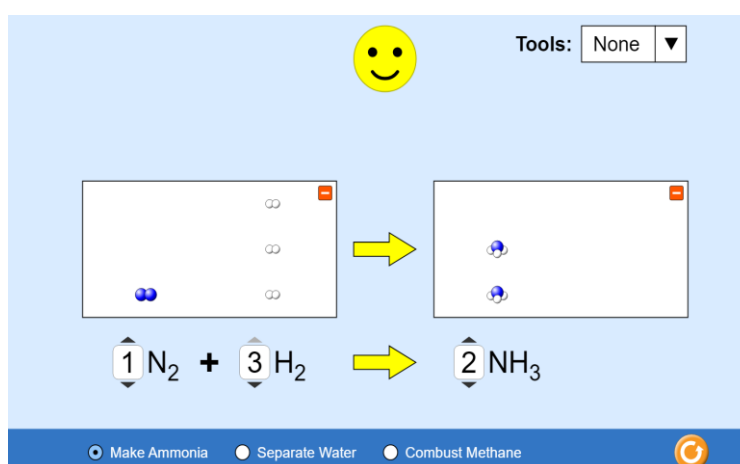 Tools: None ▼
1 N₂ + 3 H₂ → 2 NH₃
Make Ammonia Separate Water Combust Methane